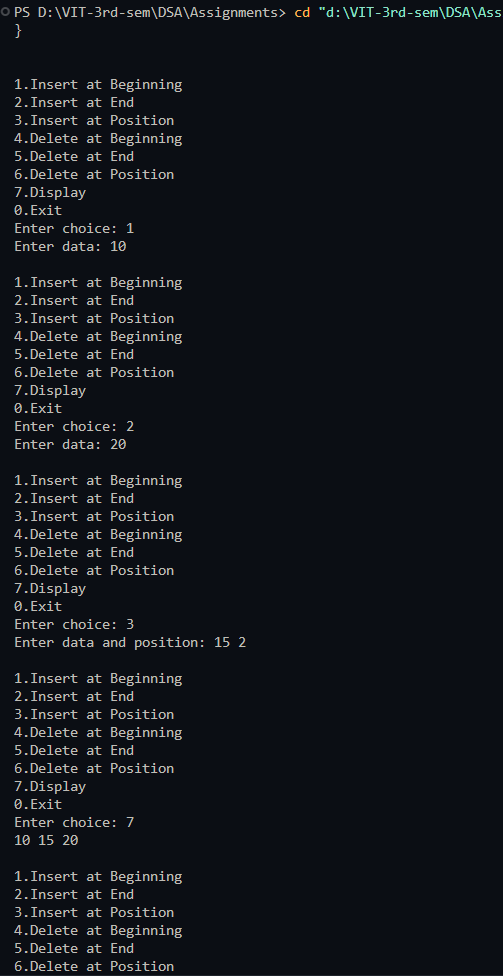 PS D:\VIT-3rd-sem\DSA\Assignments> cd "d:\VIT-3rd-sem\DSA\Ass
}
1.Insert at Beginning
2.Insert at End
3.Insert at Position
4.Delete at Beginning
5.Delete at End
6.Delete at Position
7.Display
0.Exit
Enter choice: 1
Enter data: 10
1.Insert at Beginning
2.Insert at End
3.Insert at Position
4.Delete at Beginning
5.Delete at End
6.Delete at Position
7.Display
0.Exit
Enter choice: 2
Enter data: 20
1.Insert at Beginning
2.Insert at End
3.Insert at Position
4.Delete at Beginning
5.Delete at End
6.Delete at Position
7.Display
0.Exit
Enter choice: 3
Enter data and position: 15 2
1.Insert at Beginning
2.Insert at End
3.Insert at Position
4.Delete at Beginning
5.Delete at End
6.Delete at Position
7.Display
0.Exit
Enter choice: 7
10 15 20
1.Insert at Beginning
2.Insert at End
3.Insert at Position
4.Delete at Beginning
5.Delete at End
6.Delete at Position